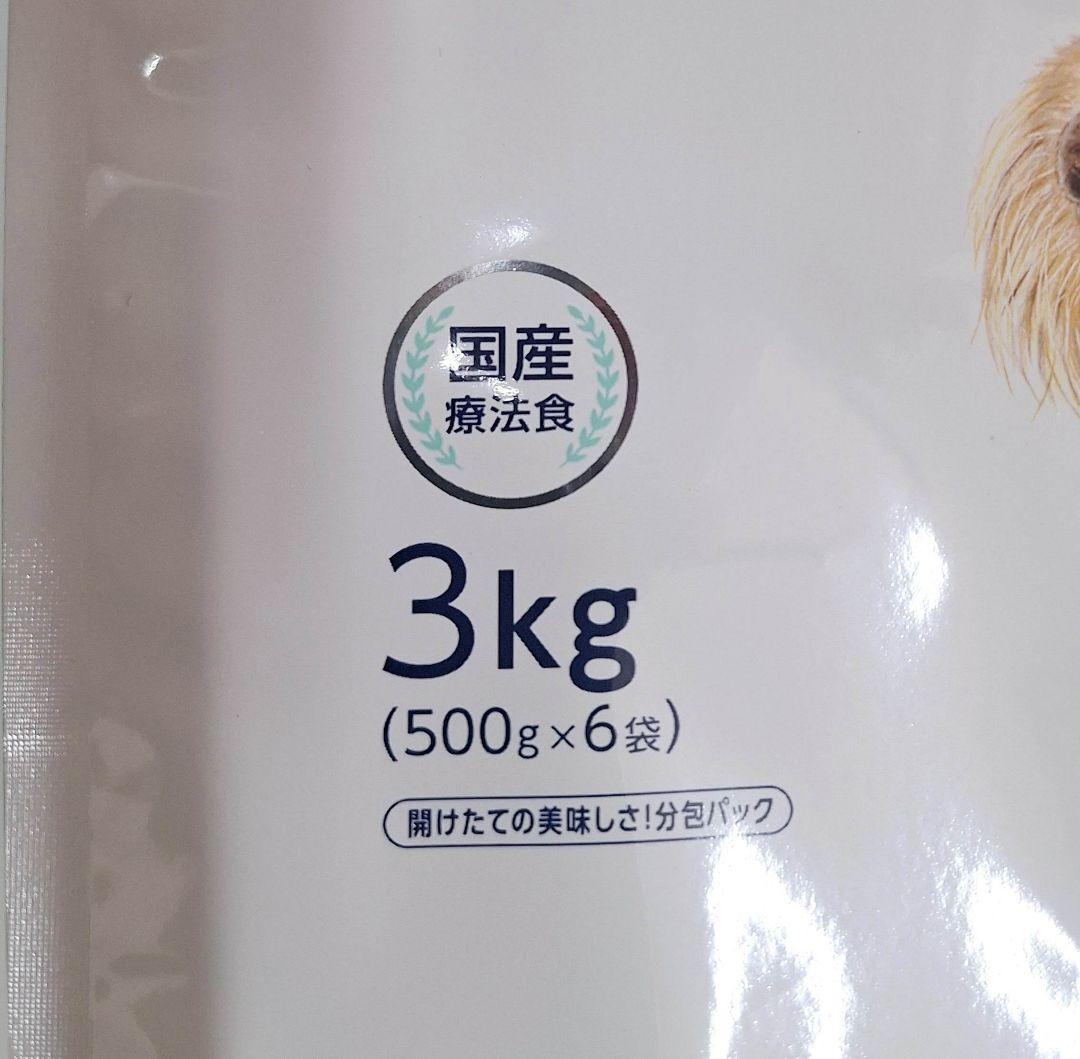 国産
療法食
3kg
(500g×6袋)
開けたての美味しさ!分包パック